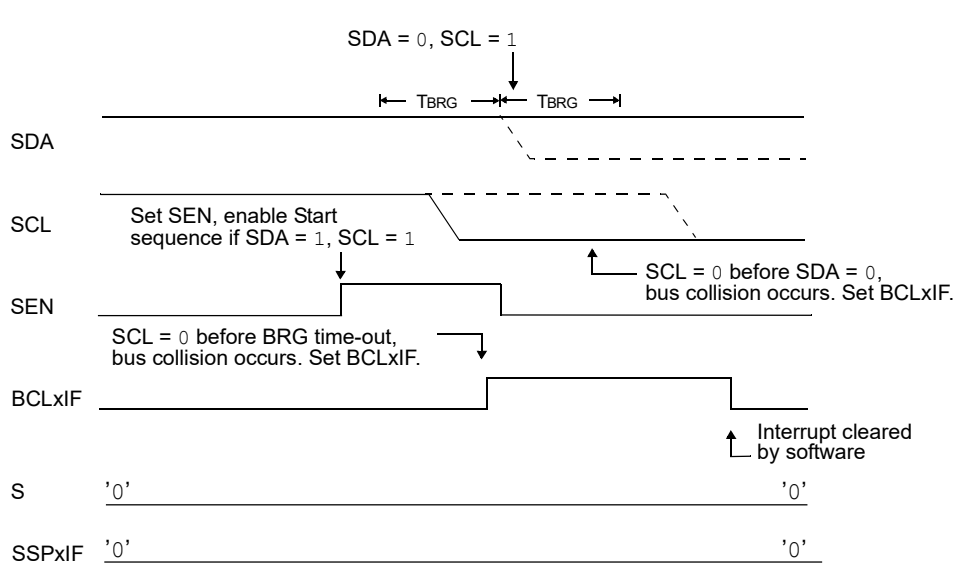 SDA = 0, SCL = 1
TBRG TBRG
SDA
SCL
Set SEN, enable Start
sequence if SDA = 1, SCL = 1
SCL = 0 before SDA = 0,
bus collision occurs. Set BCLxIF.
SEN
SCL = 0 before BRG time-out,
bus collision occurs. Set BCLxIF.
BCLxIF
Interrupt cleared
by software
S '0' '0'
SSPxIF '0' '0'